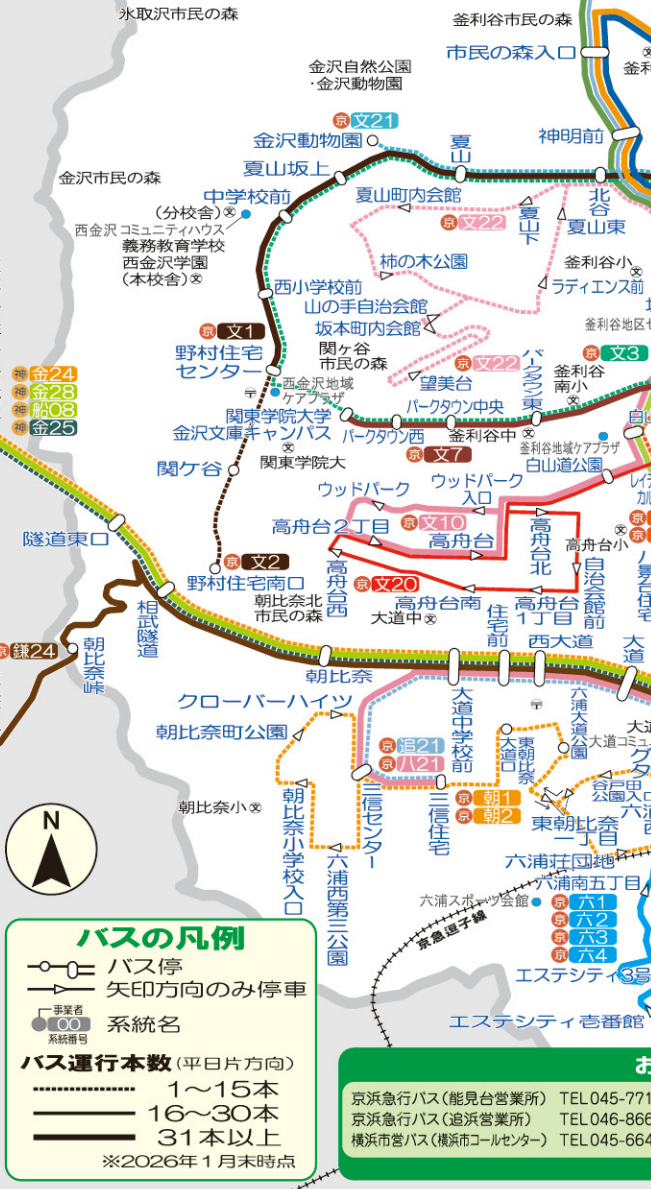 氷取沢市民の森
釜利谷市民の森
市民の森入口
金沢自然公園
・金沢動物園
京 文21
金沢動物園
夏山
神明前
夏山坂上
金沢市民の森
中学校前
夏山町内会館
北谷
(分校舎)
西金沢コミュニティハウス
義務教育学校
西金沢学園
(本校舎)
京 文22
夏山下
夏山東
柿の木公園
釜利谷小
ラディエンス前
西小学校前
山の手自治会館
坂本町内会館
釜利谷地区セ
京 文1
野村住宅
センター
関ヶ谷
市民の森
京 文22
パークタウン東
釜利谷
南小
京 文3
神 金24
神 金28
神 船08
神 金25
西金沢地域
ケアプラザ
望美台
関東学院大学
金沢文庫キャンパス
パークタウン中央
パークタウン西
釜利谷中
釜利谷地域ケアプラザ
白山道公園
関東学院大
京 文7
関ケ谷
ウッドパーク
ウッドパーク
入口
隧道東口
高舟台2丁目
京 文10
高舟台
高舟台北
高舟台小
京 文2
野村住宅南口
高舟台西
京 文20
高舟台南
高舟台
1丁目
自治会館前
八景台住宅
朝比奈北
市民の森
大道中
住宅前
西大道
大道
相武隧道
京 鎌24
朝比奈峠
朝比奈
クローバーハイツ
朝比奈町公園
京 追21
京 八21
大道中学校前
大道口
東朝比奈
六浦大道公園
大道コミュ
朝比奈小
朝比奈小学校入口
三信センター
三信住宅
京 朝1
京 朝2
東朝比奈
一丁目
六浦西第三公園
六浦荘団地
六浦南五丁目
六浦スポーツ会館
京急逗子線
京 六1
京 六2
京 六3
京 六4
エステシティ3号
エステシティ壱番館
N
バスの凡例
バス停
矢印方向のみ停車
事業者
00
系統番号
系統名
バス運行本数(平日片方向)
1〜15本
16〜30本
31本以上
※2026年1月末時点
お
京浜急行バス(能見台営業所) TEL045-771
京浜急行バス(追浜営業所) TEL046-866
横浜市営バス(横浜市コールセンター) TEL045-664